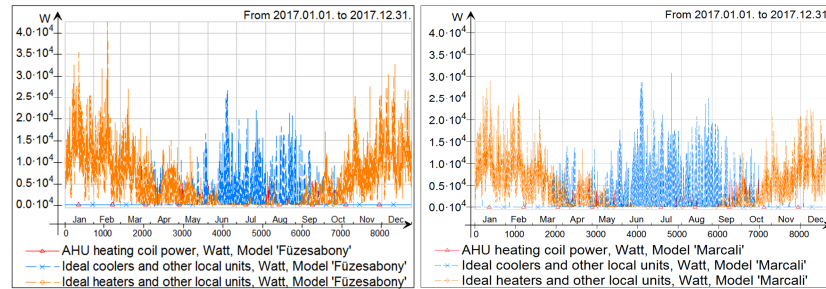 W From 2017.01.01. to 2017.12.31.
4.0·10⁴
3.5·10⁴
3.0·10⁴
2.5·10⁴
2.0·10⁴
1.5·10⁴
1.0·10⁴
0.5·10⁴
0.0·10⁴
Jan Feb Mar Apr May Jun Jul Aug Sep Oct Nov Dec
0 1000 2000 3000 4000 5000 6000 7000 8000
AHU heating coil power, Watt, Model 'Füzesabony'
Ideal coolers and other local units, Watt, Model 'Füzesabony'
Ideal heaters and other local units, Watt, Model 'Füzesabony'
W From 2017.01.01. to 2017.12.31.
4.0·10⁴
3.5·10⁴
3.0·10⁴
2.5·10⁴
2.0·10⁴
1.5·10⁴
1.0·10⁴
0.5·10⁴
0.0·10⁴
Jan Feb Mar Apr May Jun Jul Aug Sep Oct Nov Dec
0 1000 2000 3000 4000 5000 6000 7000 8000
AHU heating coil power, Watt, Model 'Marcali'
Ideal coolers and other local units, Watt, Model 'Marcali'
Ideal heaters and other local units, Watt, Model 'Marcali'